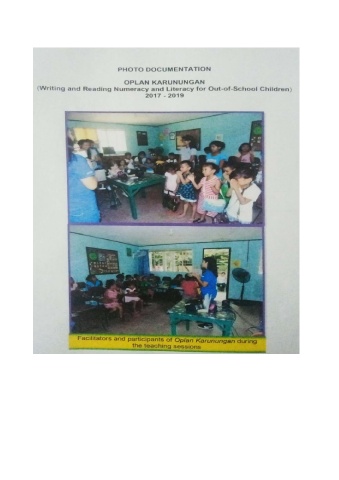 PHOTO DOCUMENTATION
OPLAN KARUNUNGAN
(Writing and Reading Numeracy and Literacy for Out-of-School Children)
2017 - 2019
Facilitators and participants of Oplan Karunungan during
the teaching sessions